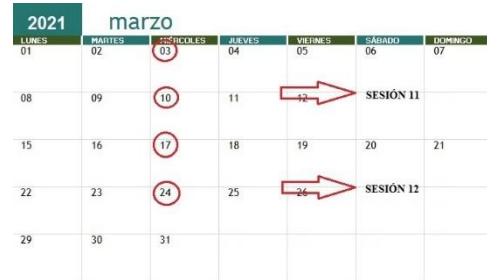 2021 marzo
LUNES MARTES MIÉRCOLES JUEVES VIERNES SÁBADO DOMINGO
01 02 03 04 05 06 07
08 09 10 11 12 SESIÓN 11
15 16 17 18 19 20 21
22 23 24 25 26 SESIÓN 12
29 30 31